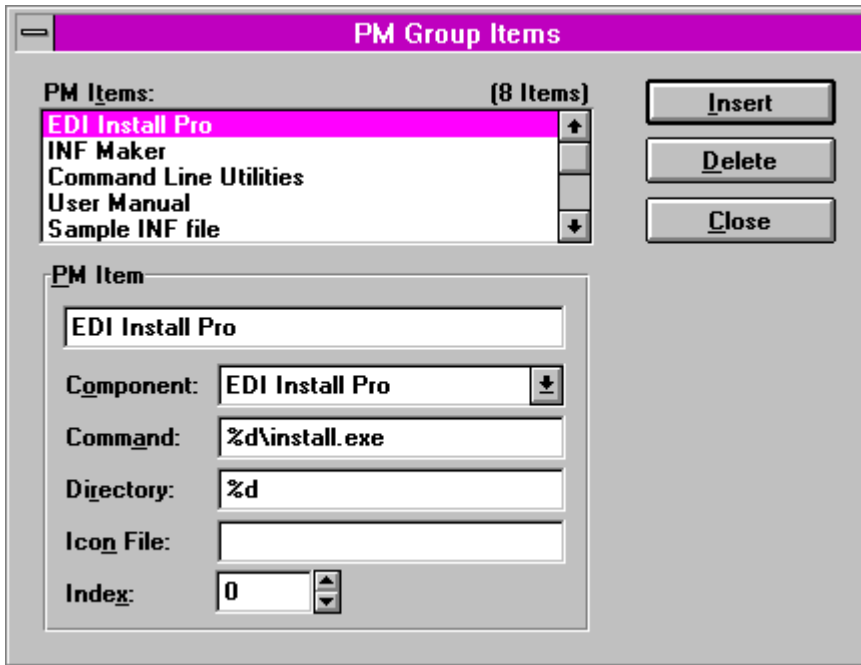 PM Group Items
PM Items: (8 Items)
EDI Install Pro
INF Maker
Command Line Utilities
User Manual
Sample INF file
Insert
Delete
Close
PM Item
EDI Install Pro
Component: EDI Install Pro
Command: %d\install.exe
Directory: %d
Icon File:
Index: 0